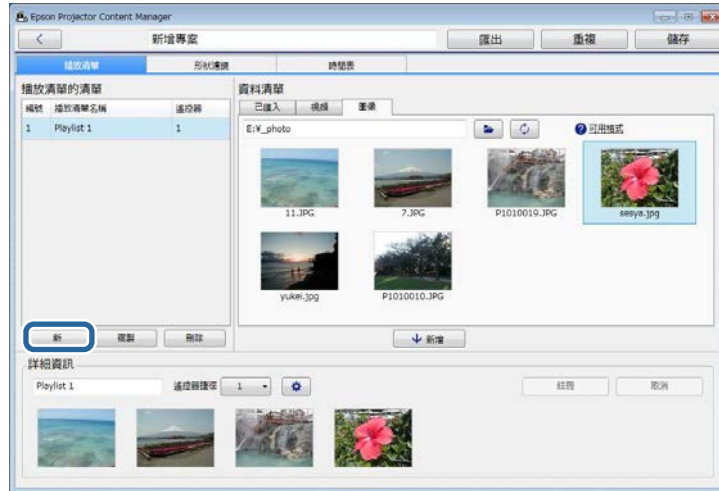 Epson Projector Content Manager
新增專案
匯出
重複
儲存
播放清單
形狀濾鏡
時間表
播放清單的清單
編號 播放清單名稱 遙控器
1 Playlist 1 1
新
複製
刪除
資料清單
已匯入 視頻 圖像
E:¥_photo
可用格式
11.JPG
7.JPG
P1010019.JPG
sesya.jpg
yukei.jpg
P1010010.JPG
新增
詳細資訊
Playlist 1
遙控器捷徑
1
註冊
取消